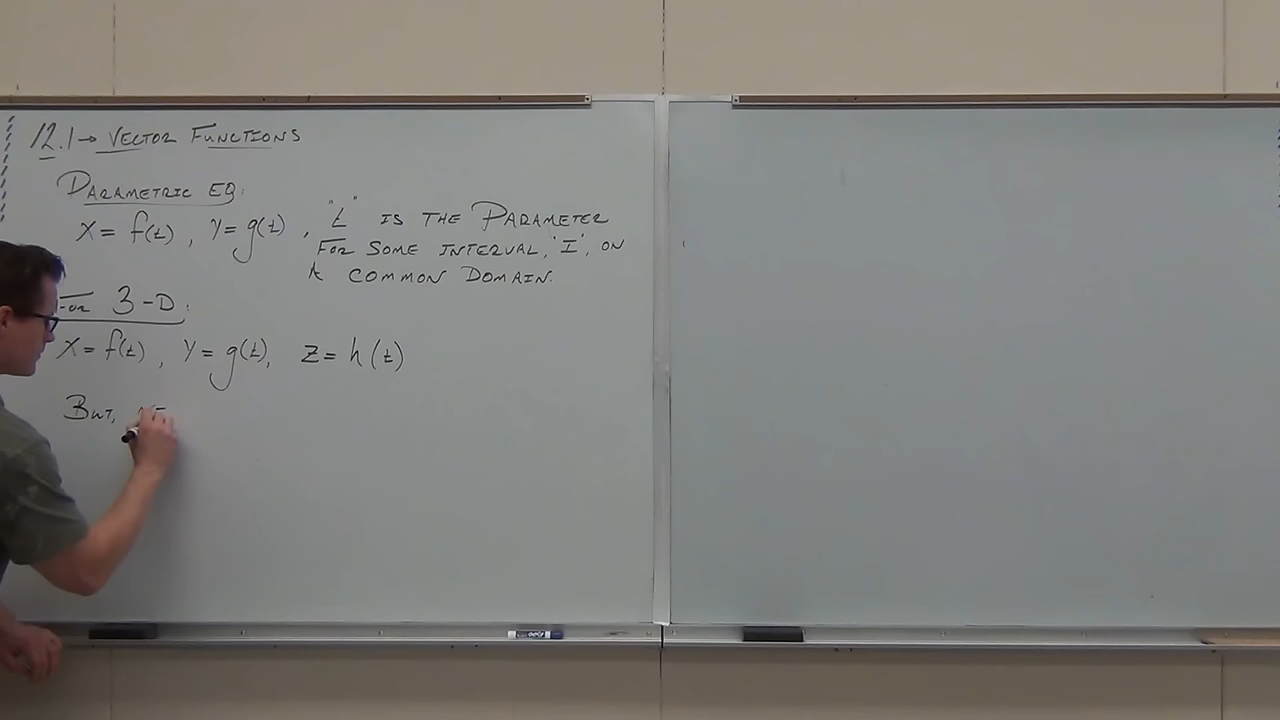 12.1→ VECTOR FUNCTIONS
PARAMETRIC EQ:
X = f(t), Y = g(t), "t" IS THE PARAMETER
FOR SOME INTERVAL, 'I', ON
A COMMON DOMAIN.
FOR 3-D:
X = f(t), Y = g(t), Z = h(t)
BUT,